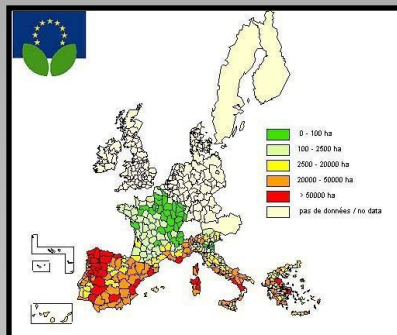 0 - 100 ha
100 - 2500 ha
2500 - 20000 ha
20000 - 50000 ha
> 50000 ha
pas de données / no data